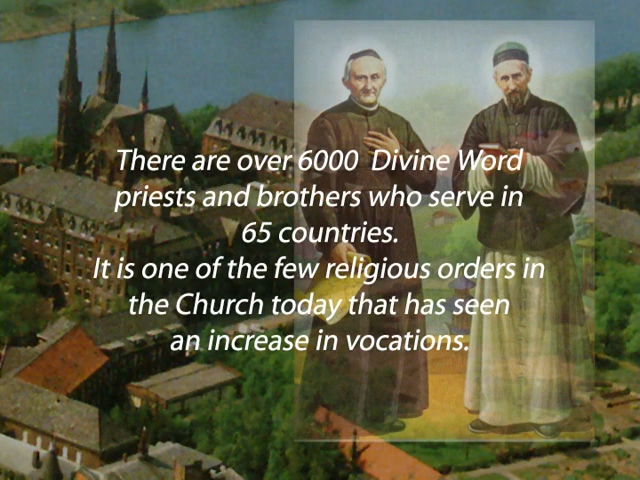 There are over 6000 Divine Word
priests and brothers who serve in
65 countries.
It is one of the few religious orders in
the Church today that has seen
an increase in vocations.